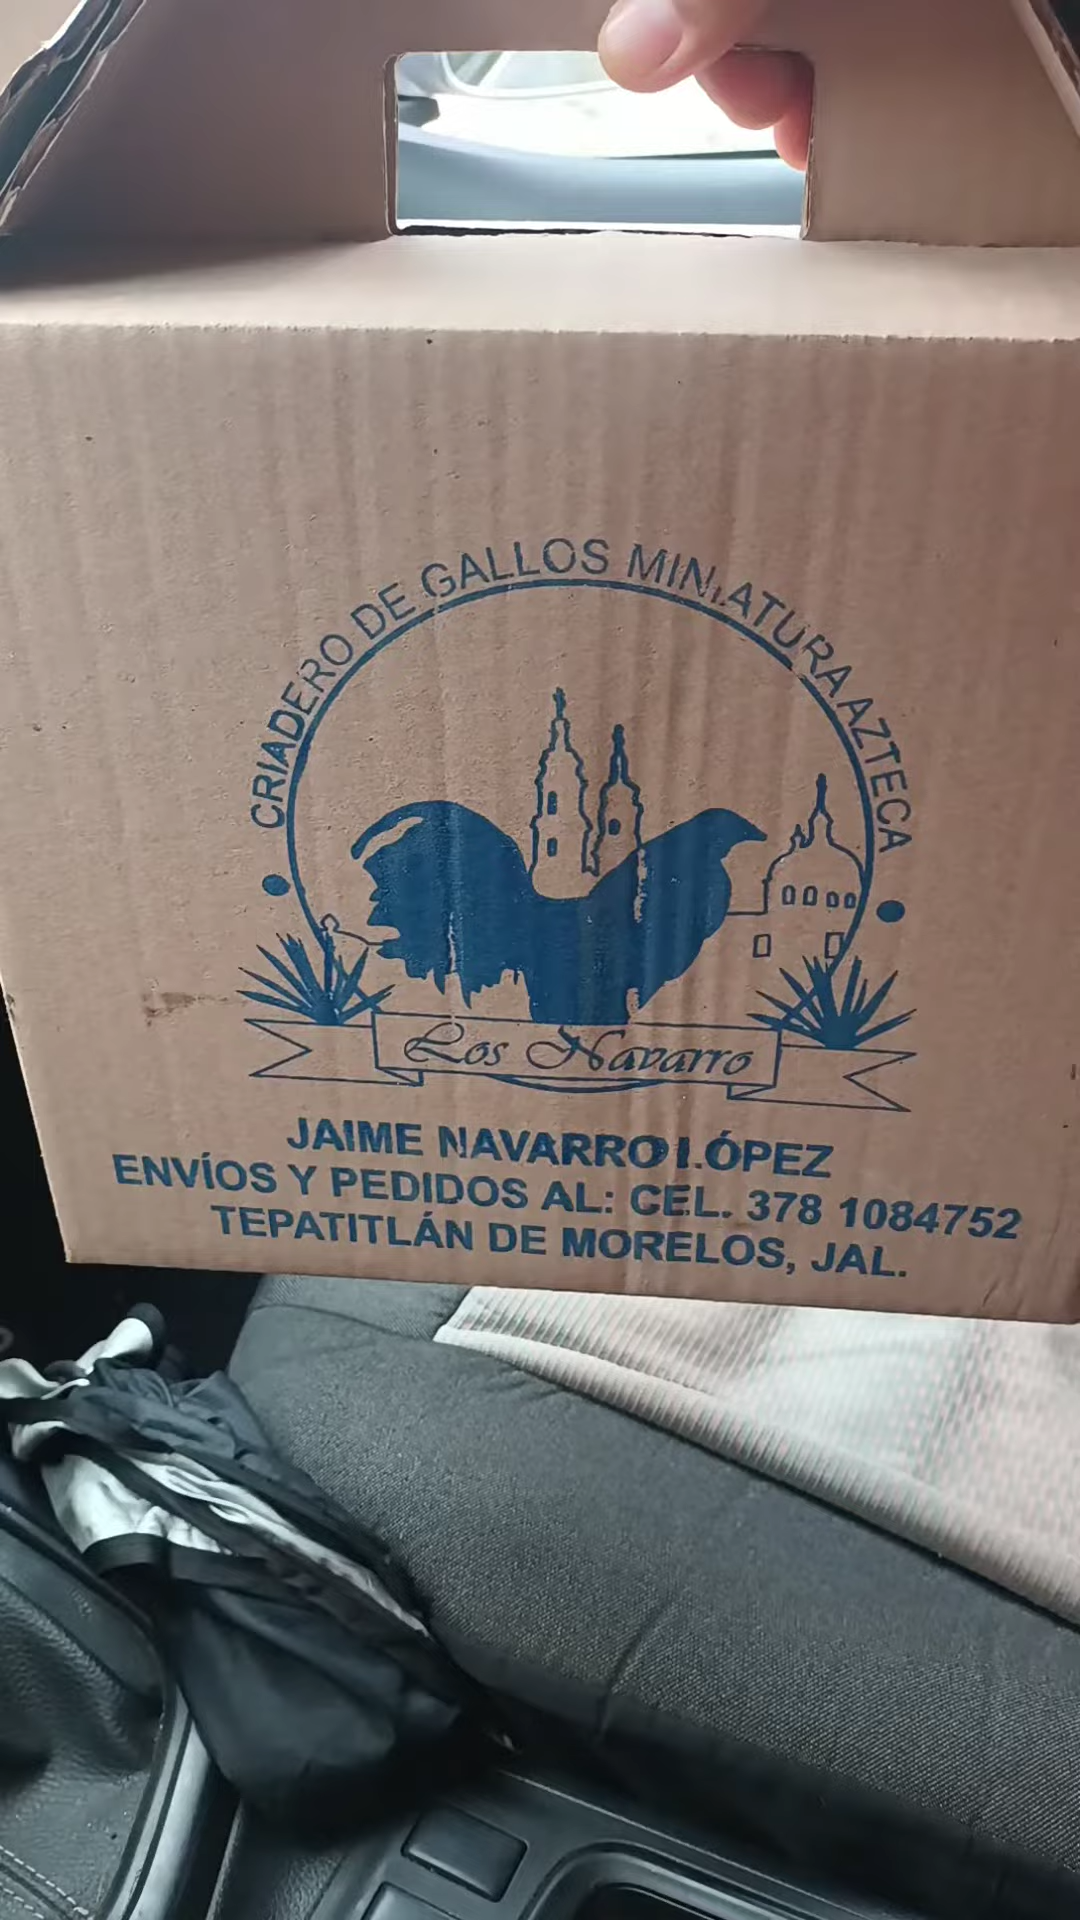 CRIADERO DE GALLOS MINIATURA AZTECA
Los Navarro
JAIME NAVARRO LÓPEZ
ENVÍOS Y PEDIDOS AL: CEL. 378 1084752
TEPATITLÁN DE MORELOS, JAL.